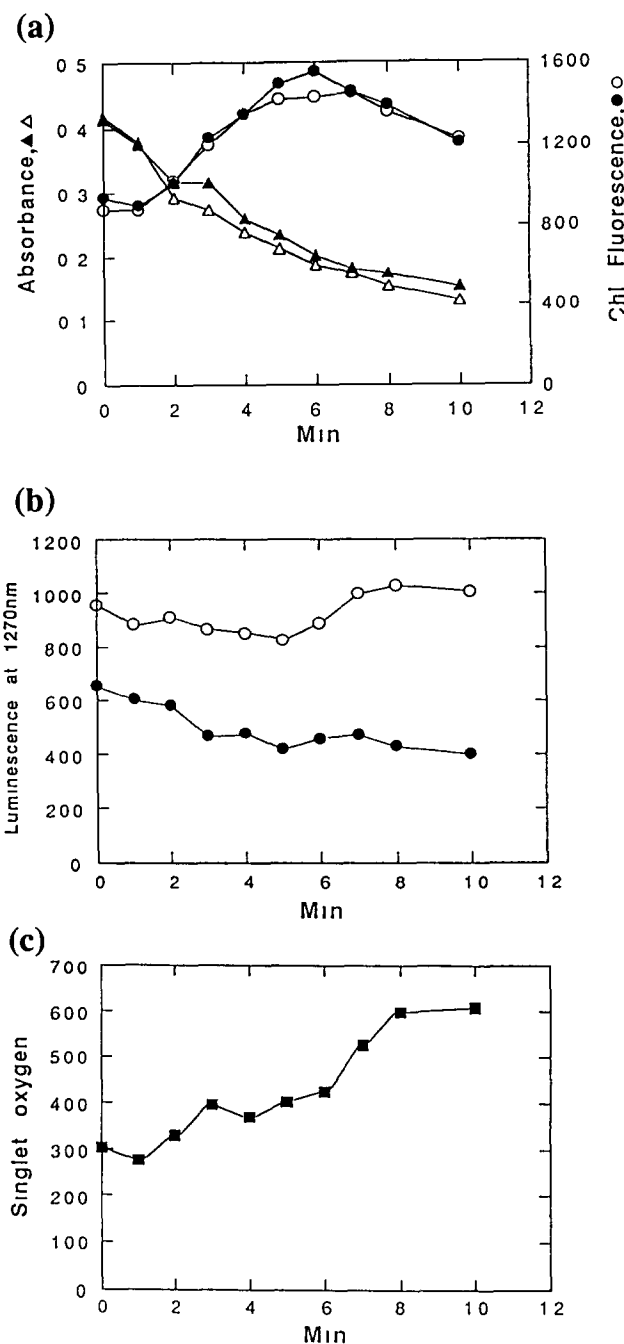 (a)
Absorbance,▲△
Chl Fluorescence,●○
0 5
0 4
0 3
0 2
0 1
0
1600
1200
800
400
0
0 2 4 6 8 10 12
Min
(b)
Luminescence at 1270nm
1200
1000
800
600
400
200
0
0 2 4 6 8 10 12
Min
(c)
Singlet oxygen
700
600
500
400
300
200
100
0
0 2 4 6 8 10 12
Min